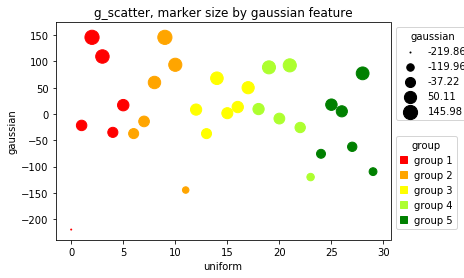 g_scatter, marker size by gaussian feature
gaussian
150
100
50
0
−50
−100
−150
−200
0
5
10
15
20
25
30
uniform
gaussian
-219.86
-119.96
-37.22
50.11
145.98
group
group 1
group 2
group 3
group 4
group 5